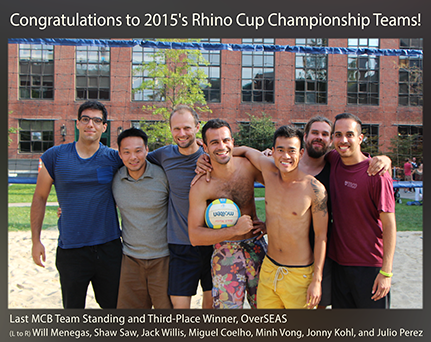 Congratulations to 2015's Rhino Cup Championship Teams!
Last MCB Team Standing and Third-Place Winner, OverSEAS
(L to R) Will Menegas, Shaw Saw, Jack Willis, Miguel Coelho, Minh Vong, Jonny Kohl, and Julio Perez